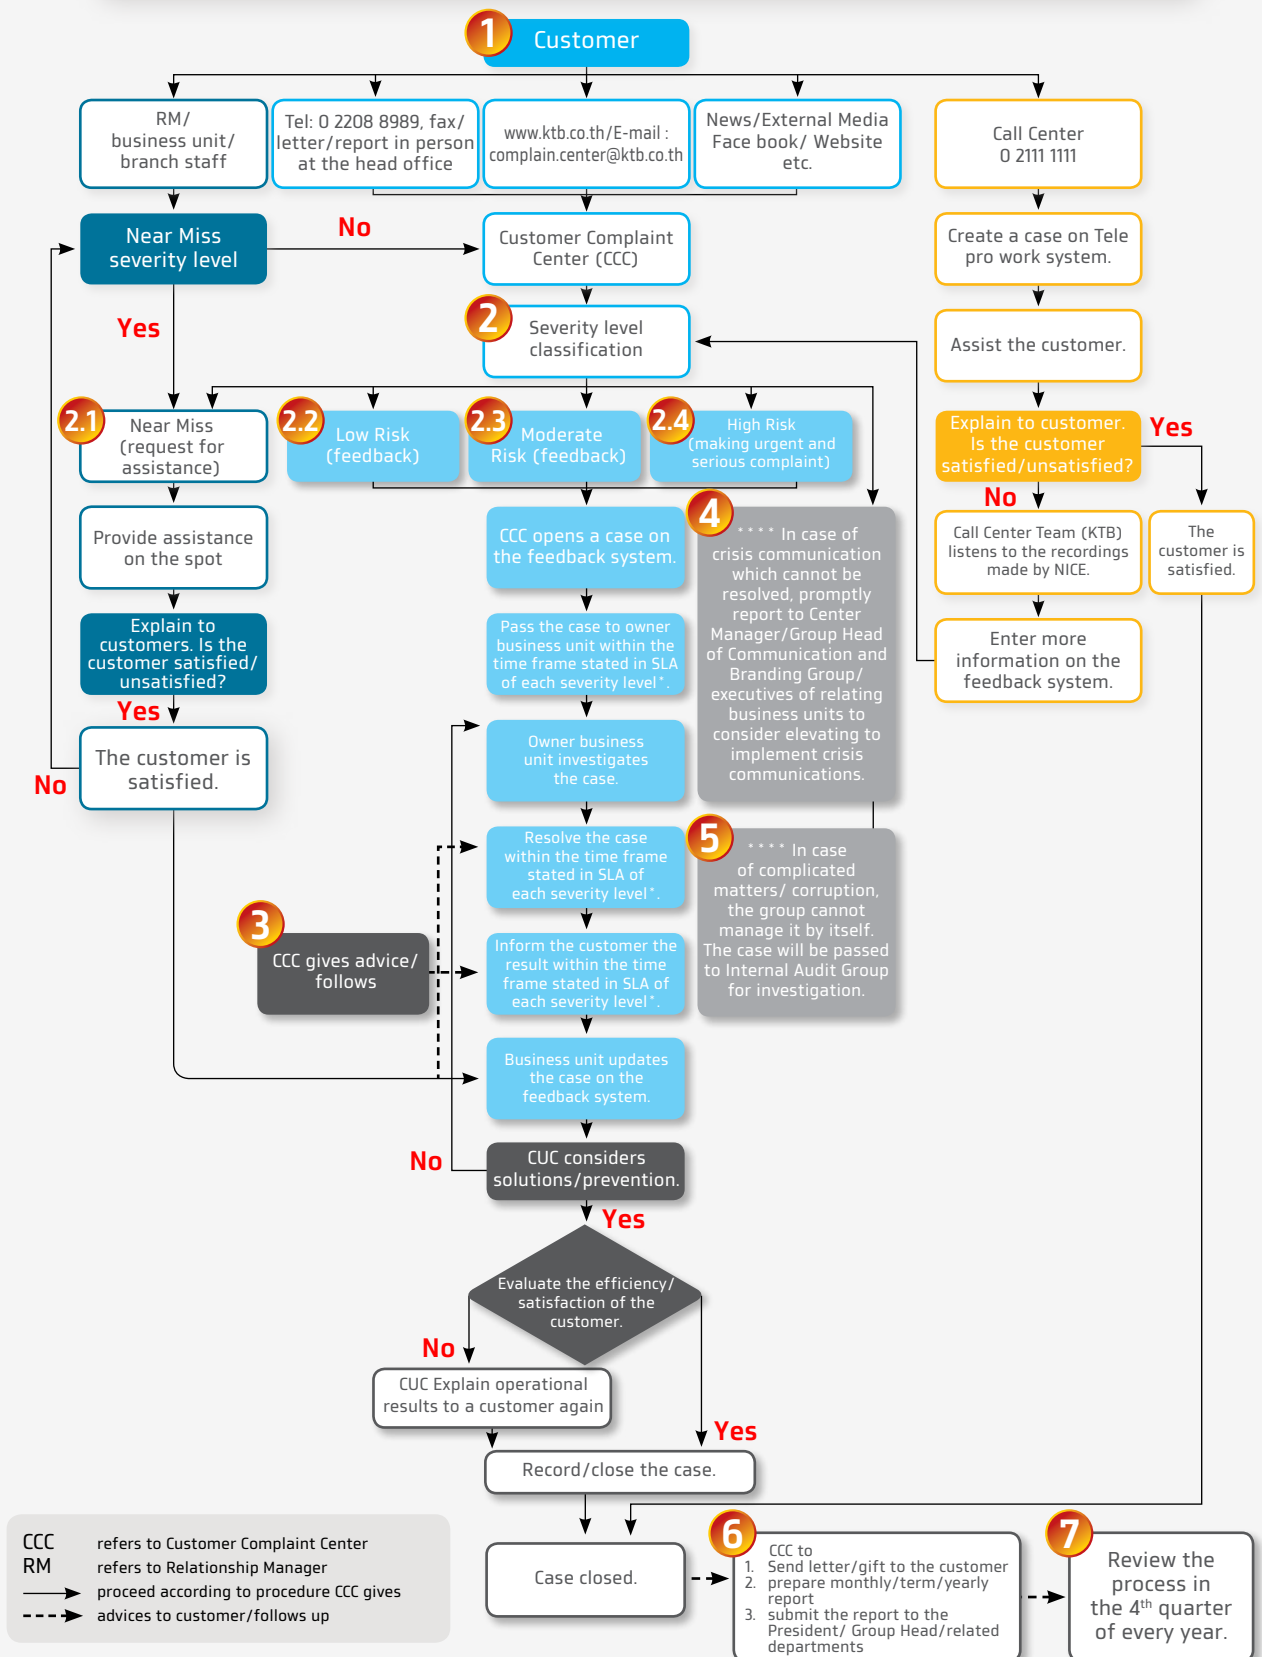 1
Customer
RM/
business unit/
branch staff
Tel: 0 2208 8989, fax/
letter/report in person
at the head office
www.ktb.co.th/E-mail :
complain.center@ktb.co.th
News/External Media
Face book/ Website
etc.
Call Center
0 2111 1111
Near Miss
severity level
No
Customer Complaint
Center (CCC)
Create a case on Tele
pro work system.
Yes
2
Severity level
classification
Assist the customer.
2.1
Near Miss
(request for
assistance)
2.2
Low Risk
(feedback)
2.3
Moderate
Risk (feedback)
2.4
High Risk
(making urgent and
serious complaint)
Explain to customer.
Is the customer
satisfied/unsatisfied?
Yes
No
Provide assistance
on the spot
CCC opens a case on
the feedback system.
4
**** In case of
crisis communication
which cannot be
resolved, promptly
report to Center
Manager/Group Head
of Communication and
Branding Group/
executives of relating
business units to
consider elevating to
implement crisis
communications.
Call Center Team (KTB)
listens to the recordings
made by NICE.
The
customer is
satisfied.
Explain to
customers. Is the
customer satisfied/
unsatisfied?
Pass the case to owner
business unit within the
time frame stated in SLA
of each severity level*.
Enter more
information on the
feedback system.
Yes
The customer is
satisfied.
No
Owner business
unit investigates
the case.
Resolve the case
within the time frame
stated in SLA of
each severity level*.
5
**** In case
of complicated
matters/ corruption,
the group cannot
manage it by itself.
The case will be passed
to Internal Audit Group
for investigation.
3
CCC gives advice/
follows
Inform the customer the
result within the time
frame stated in SLA of
each severity level*.
Business unit updates
the case on the
feedback system.
No
CUC considers
solutions/prevention.
Yes
Evaluate the efficiency/
satisfaction of the
customer.
No
CUC Explain operational
results to a customer again
Yes
Record/close the case.
CCC refers to Customer Complaint Center
RM refers to Relationship Manager
proceed according to procedure CCC gives
advices to customer/follows up
Case closed.
6
CCC to
1. Send letter/gift to the customer
2. prepare monthly/term/yearly
report
3. submit the report to the
President/ Group Head/related
departments
7
Review the
process in
the 4th quarter
of every year.